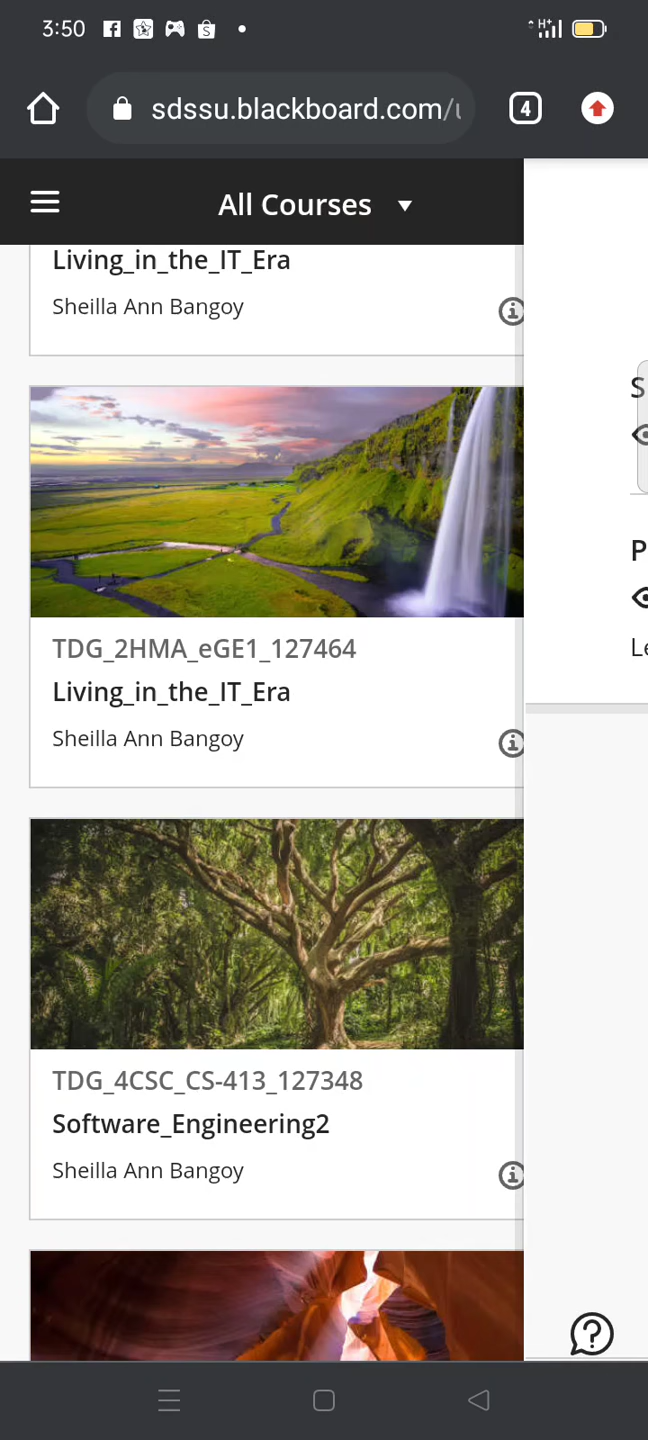 3:50
H+
sdssu.blackboard.com/
4
All Courses
Living_in_the_IT_Era
Sheilla Ann Bangoy
S
P
Le
TDG_2HMA_eGE1_127464
Living_in_the_IT_Era
Sheilla Ann Bangoy
TDG_4CSC_CS-413_127348
Software_Engineering2
Sheilla Ann Bangoy